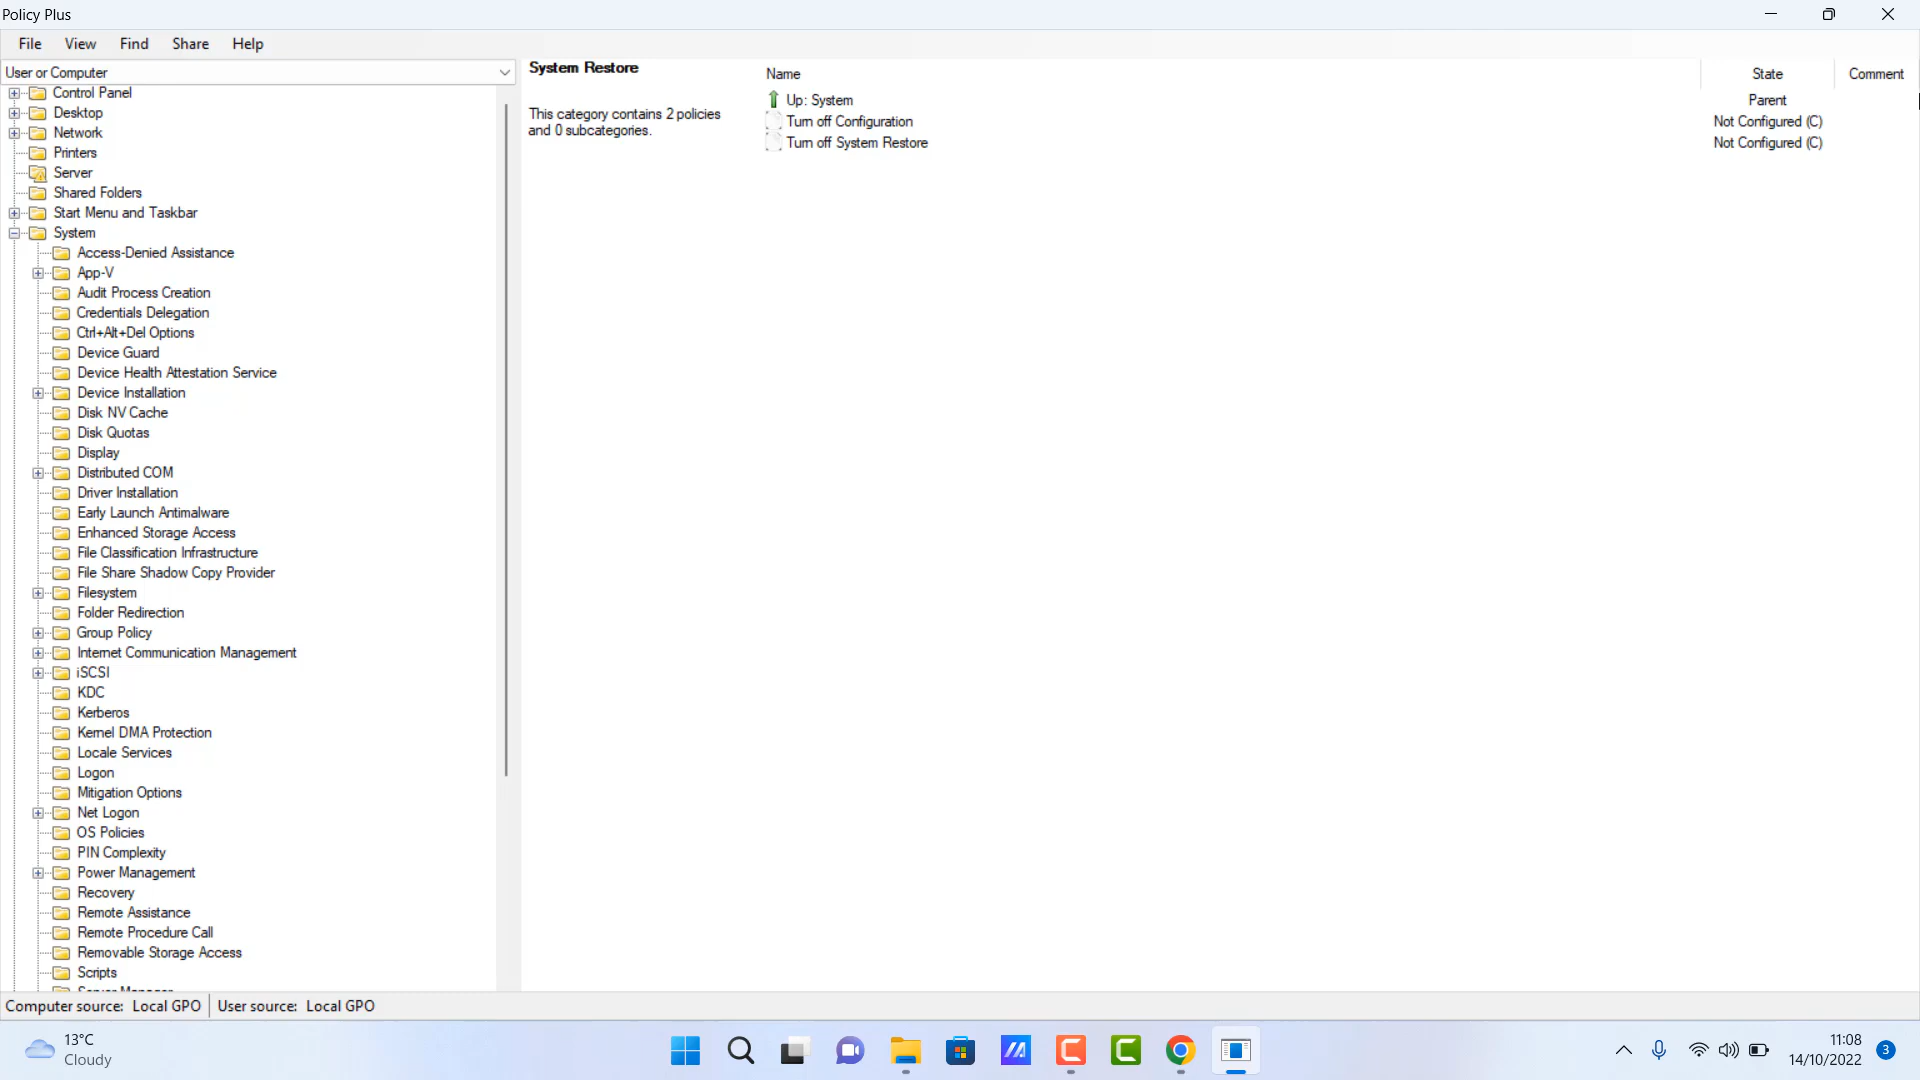 Policy Plus
File View Find Share Help
User or Computer
Control Panel
Desktop
Network
Printers
Server
Shared Folders
Start Menu and Taskbar
System
Access-Denied Assistance
App-V
Audit Process Creation
Credentials Delegation
Ctrl+Alt+Del Options
Device Guard
Device Health Attestation Service
Device Installation
Disk NV Cache
Disk Quotas
Display
Distributed COM
Driver Installation
Early Launch Antimalware
Enhanced Storage Access
File Classification Infrastructure
File Share Shadow Copy Provider
Filesystem
Folder Redirection
Group Policy
Internet Communication Management
iSCSI
KDC
Kerberos
Kernel DMA Protection
Locale Services
Logon
Mitigation Options
Net Logon
OS Policies
PIN Complexity
Power Management
Recovery
Remote Assistance
Remote Procedure Call
Removable Storage Access
Scripts
Server Manager
System Restore
This category contains 2 policies
and 0 subcategories.
Name State Comment
Up: System Parent
Turn off Configuration Not Configured (C)
Turn off System Restore Not Configured (C)
Computer source: Local GPO User source: Local GPO
13°C
Cloudy
11:08
14/10/2022
3